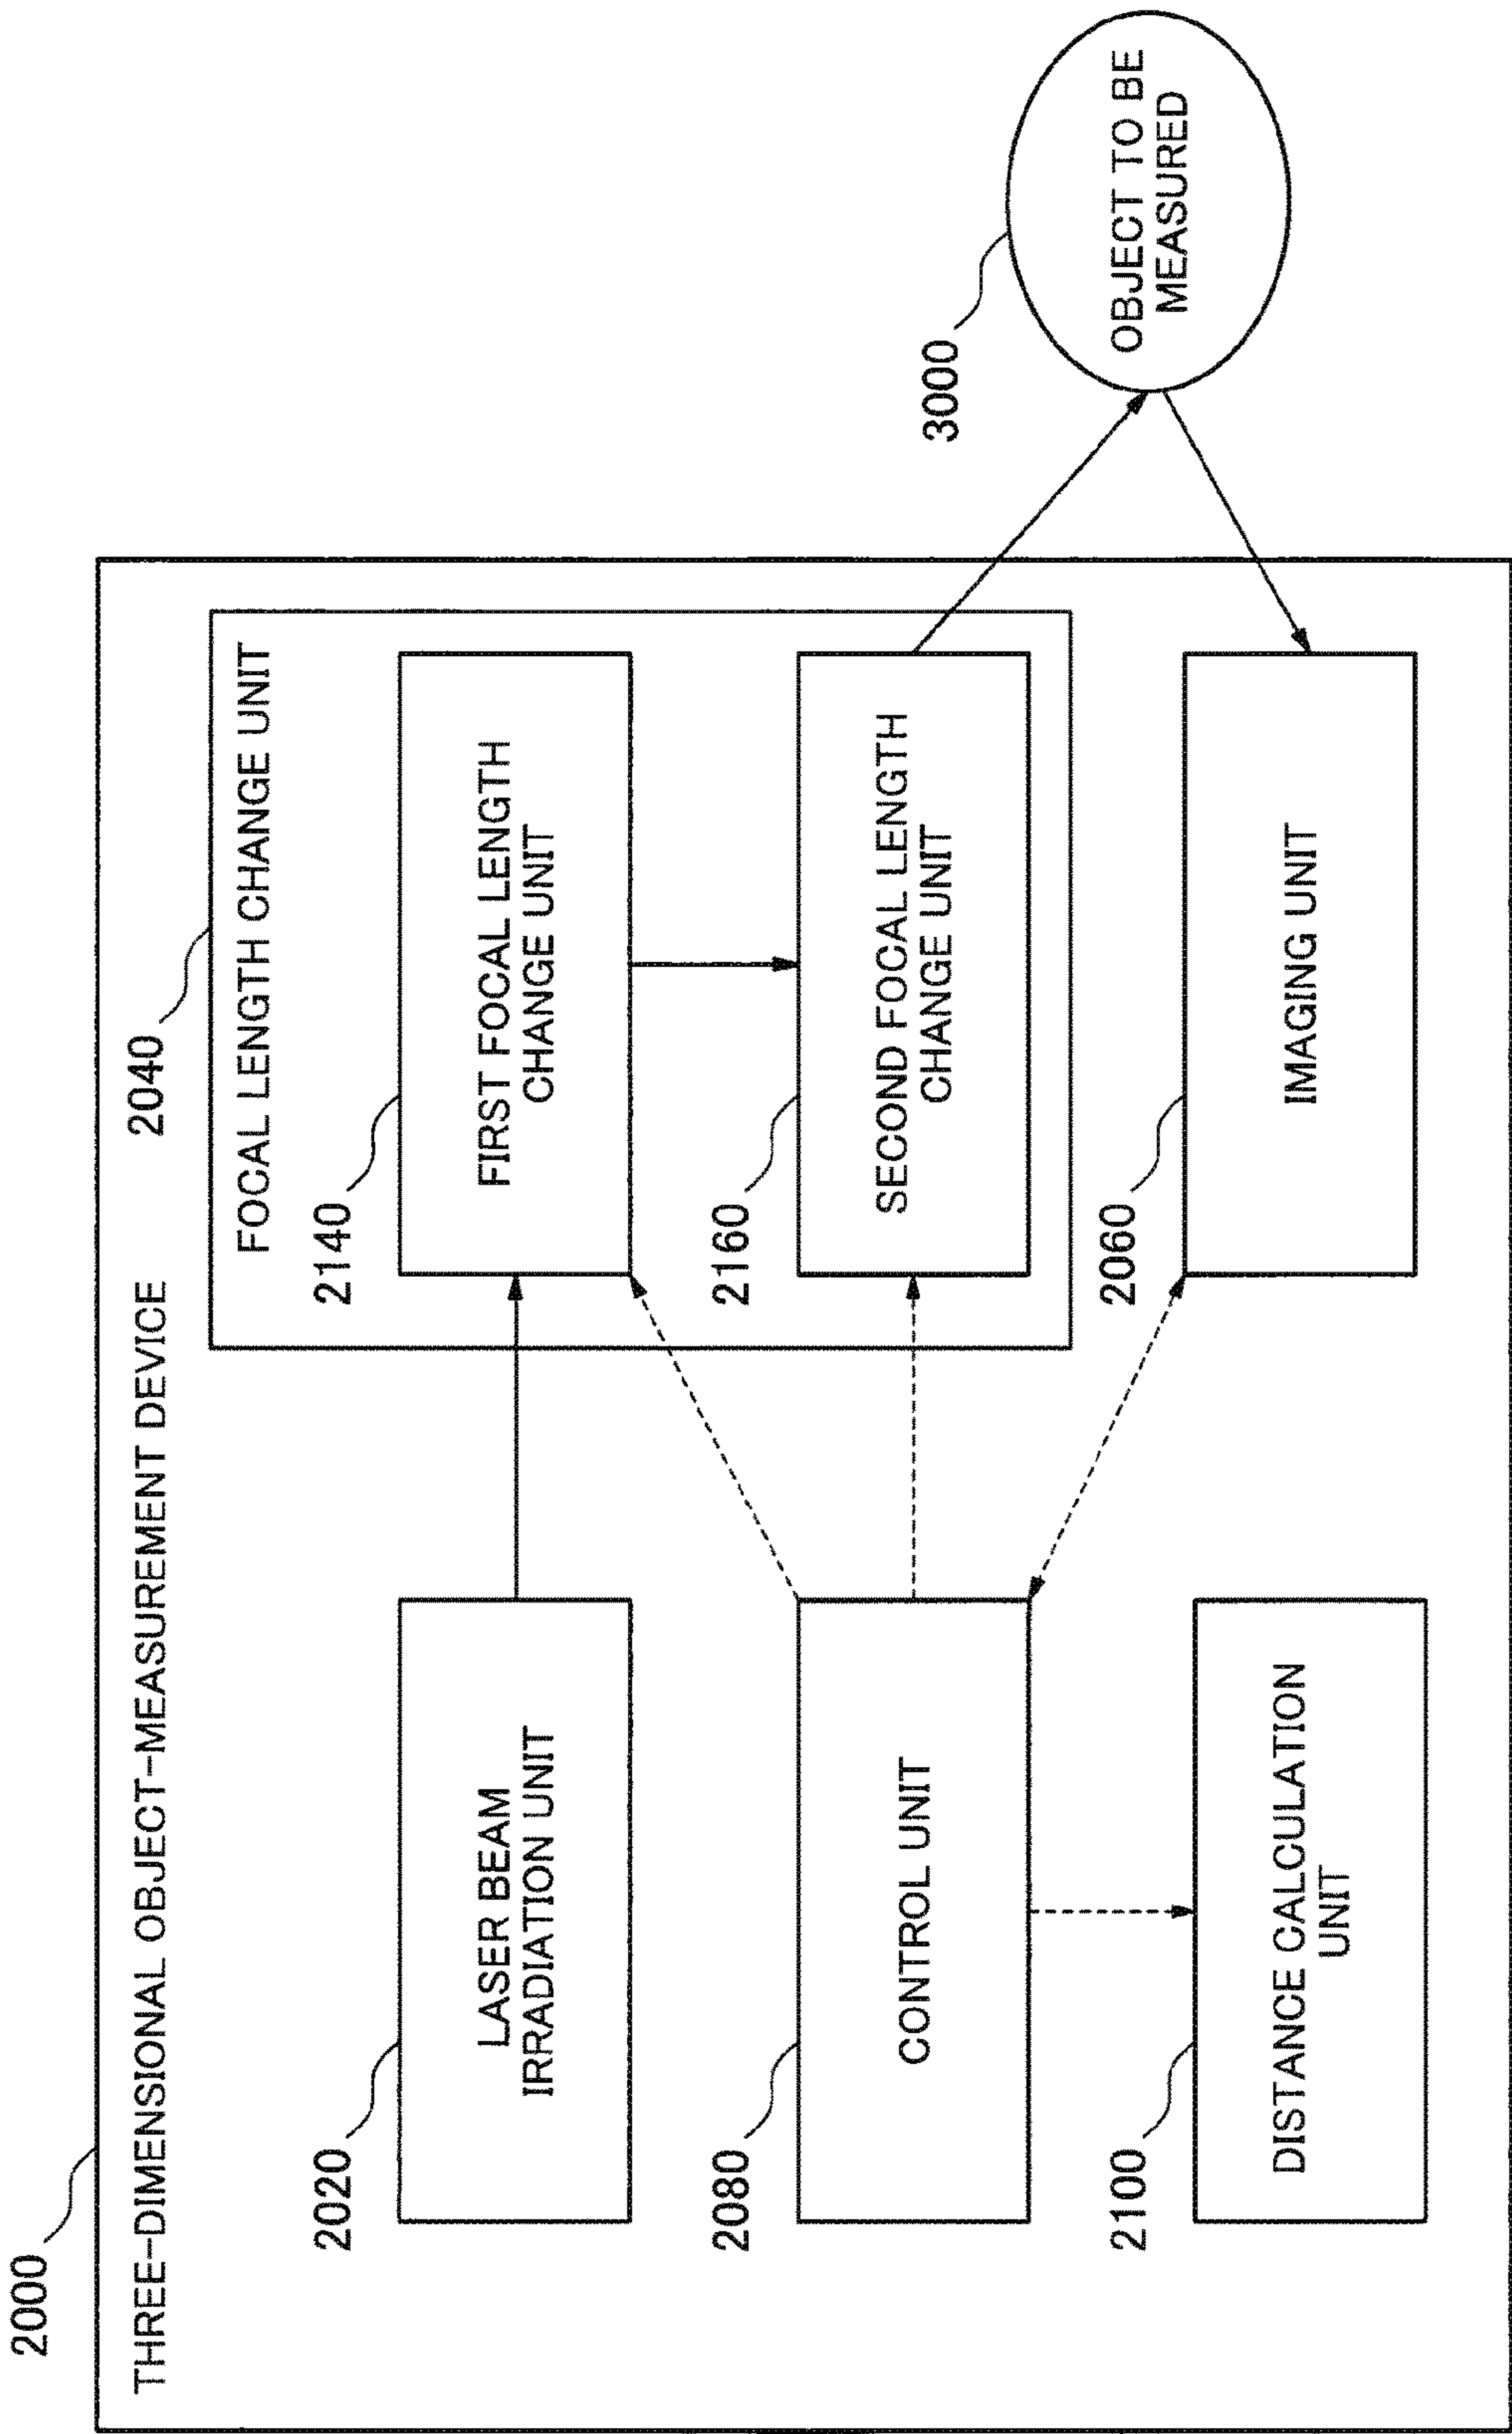 2000
THREE-DIMENSIONAL OBJECT-MEASUREMENT DEVICE
2040
FOCAL LENGTH CHANGE UNIT
2020
LASER BEAM
IRRADIATION UNIT
2140
FIRST FOCAL LENGTH
CHANGE UNIT
2080
CONTROL UNIT
2160
SECOND FOCAL LENGTH
CHANGE UNIT
2100
DISTANCE CALCULATION
UNIT
2060
IMAGING UNIT
3000
OBJECT TO BE
MEASURED